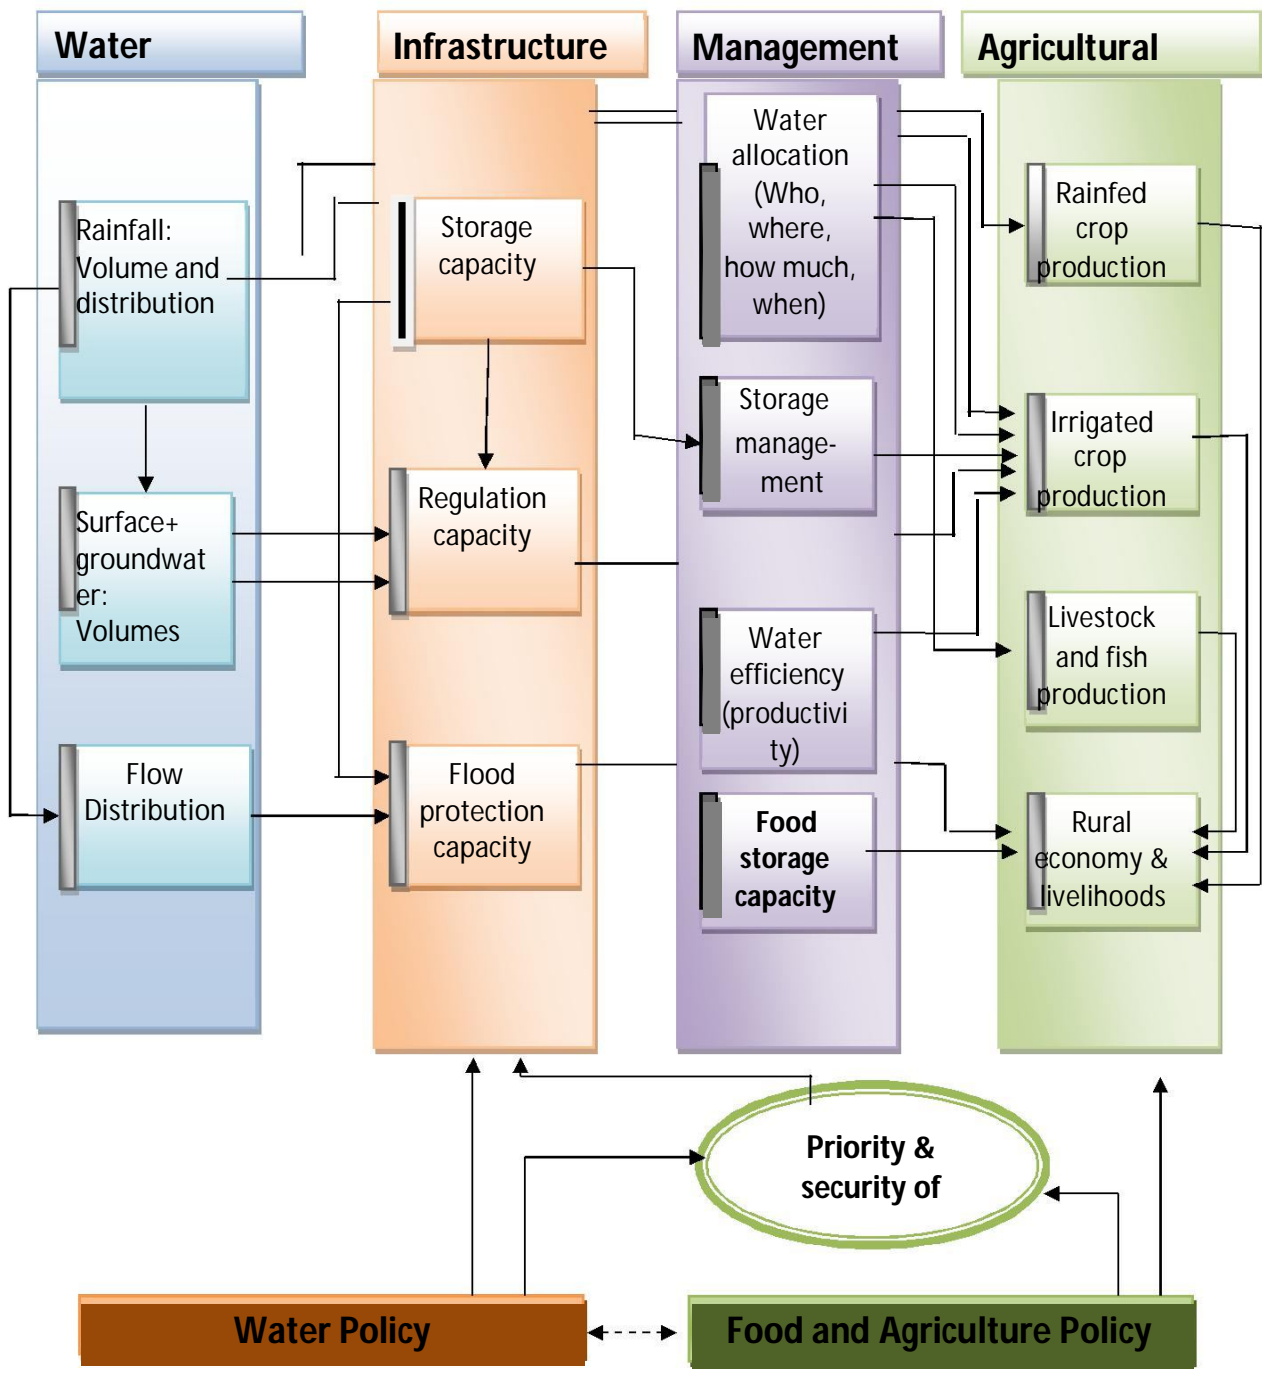 Water
Infrastructure
Management
Agricultural
Rainfall:
Volume and
distribution
Surface+
groundwat
er:
Volumes
Flow
Distribution
Storage
capacity
Regulation
capacity
Flood
protection
capacity
Water
allocation
(Who,
where,
how much,
when)
Storage
manage-
ment
Water
efficiency
(productivi
ty)
Food
storage
capacity
Rainfed
crop
production
Irrigated
crop
production
Livestock
and fish
production
Rural
economy &
livelihoods
Priority &
security of
Water Policy
Food and Agriculture Policy